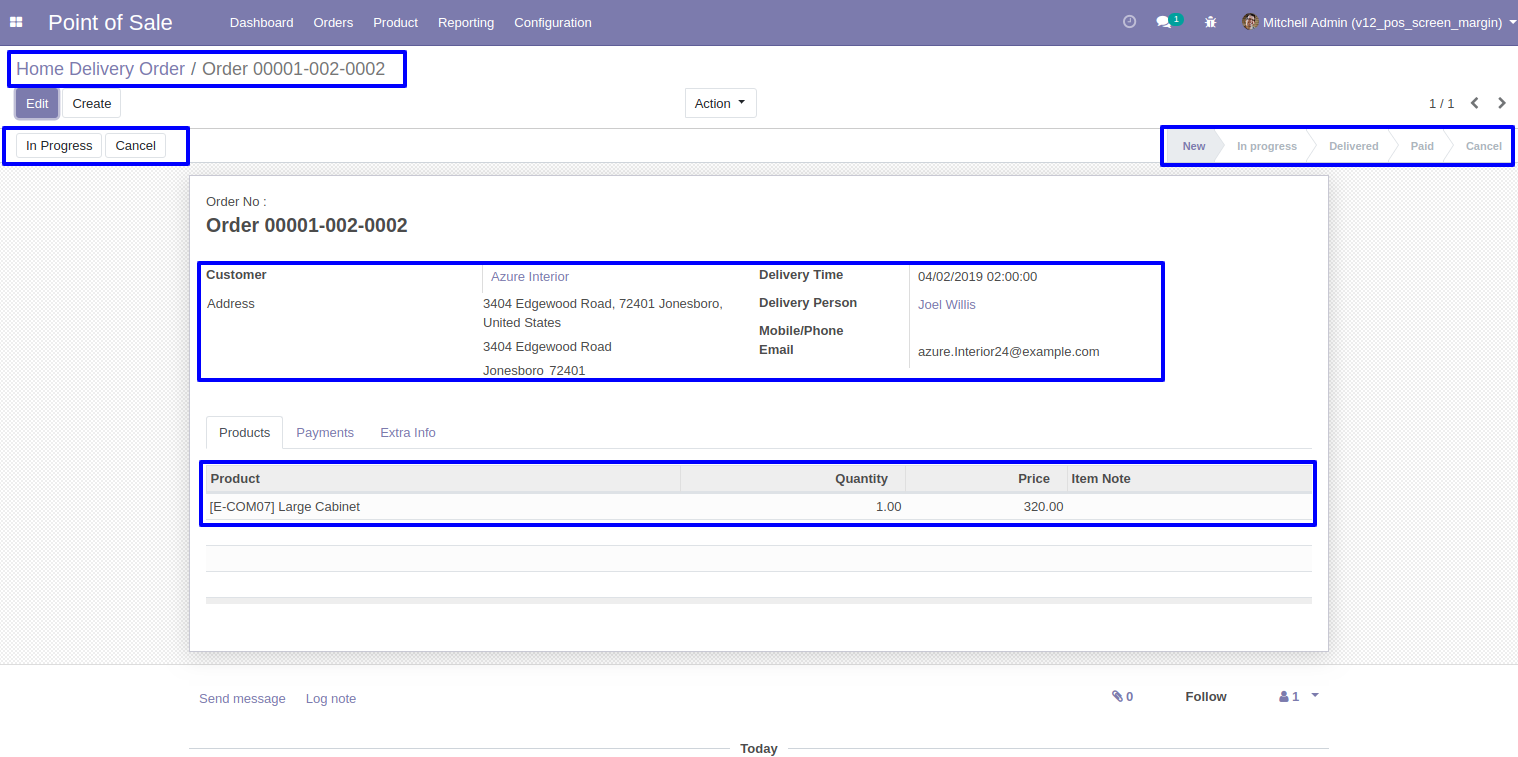 Point of Sale Dashboard Orders Product Reporting Configuration 1 Mitchell Admin (v12_pos_screen_margin)
Home Delivery Order / Order 00001-002-0002
Edit Create Action 1 / 1
In Progress Cancel New In progress Delivered Paid Cancel
Order No :
Order 00001-002-0002
Customer Azure Interior Delivery Time 04/02/2019 02:00:00
Address 3404 Edgewood Road, 72401 Jonesboro, Delivery Person Joel Willis
United States Mobile/Phone
3404 Edgewood Road Email azure.Interior24@example.com
Jonesboro 72401
Products Payments Extra Info
Product Quantity Price Item Note
[E-COM07] Large Cabinet 1.00 320.00
Send message Log note 0 Follow 1
Today